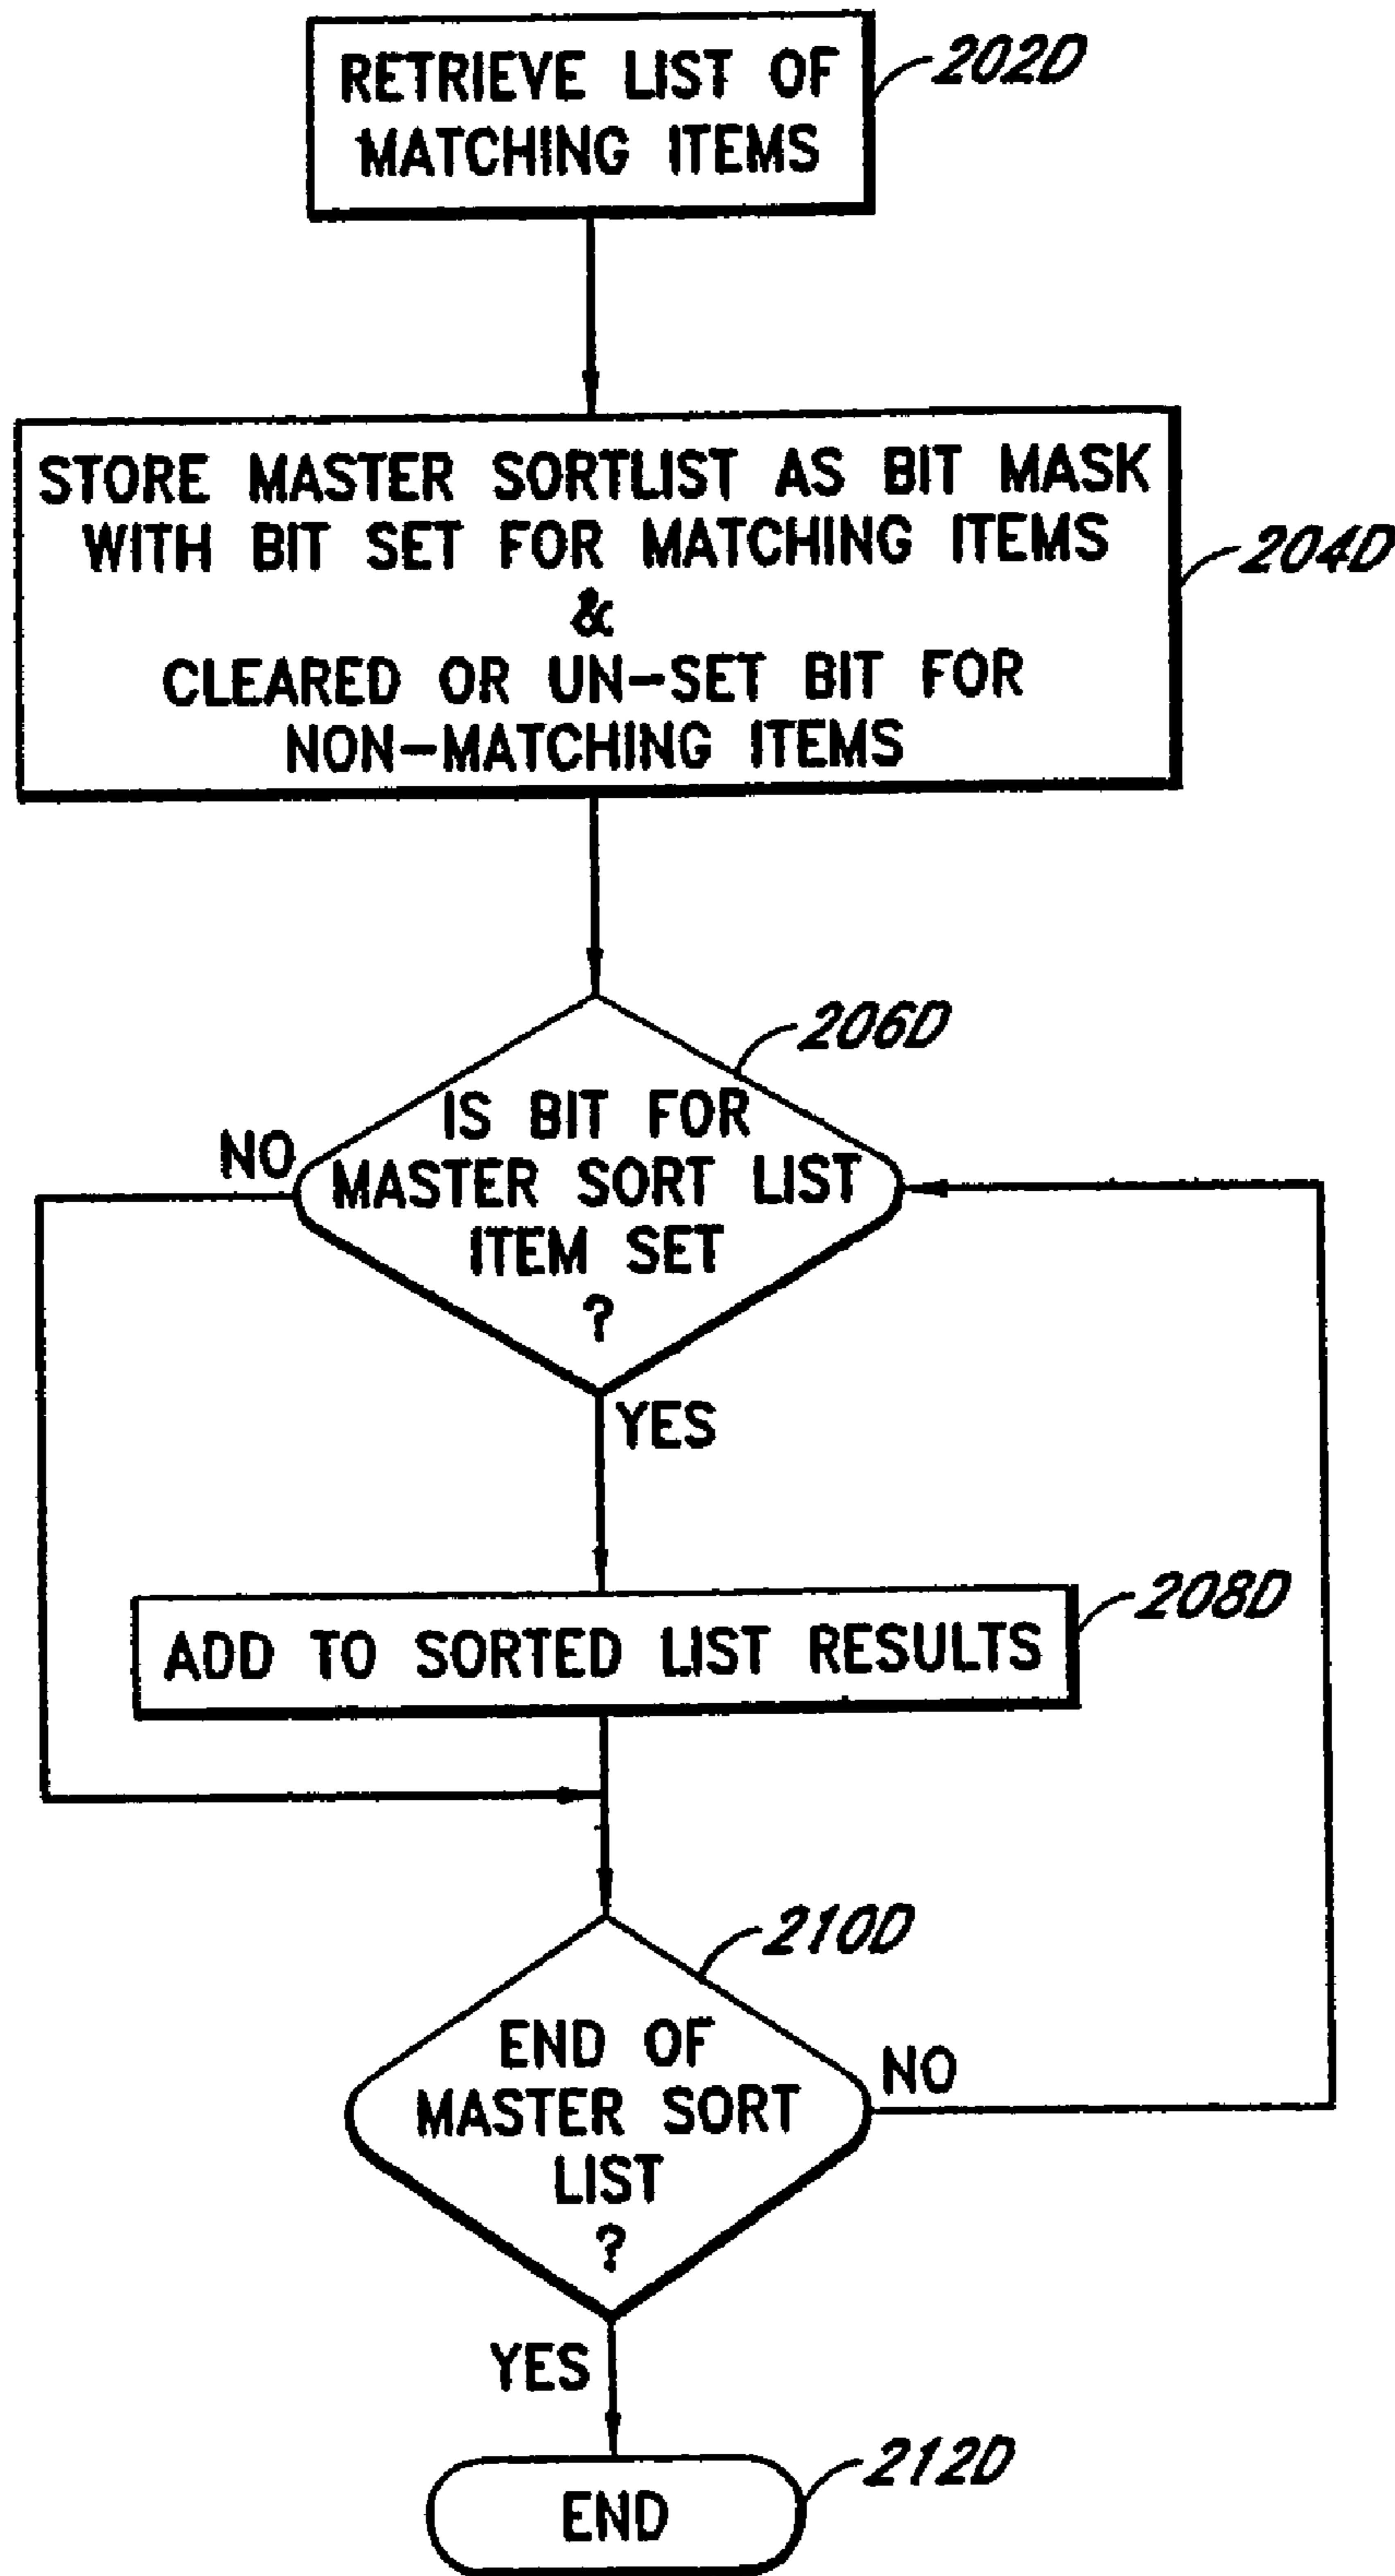 RETRIEVE LIST OF
MATCHING ITEMS
202D
STORE MASTER SORTLIST AS BIT MASK
WITH BIT SET FOR MATCHING ITEMS
&
CLEARED OR UN-SET BIT FOR
NON-MATCHING ITEMS
204D
206D
IS BIT FOR
MASTER SORT LIST
ITEM SET
?
NO
YES
208D
ADD TO SORTED LIST RESULTS
210D
END OF
MASTER SORT
LIST
?
NO
YES
212D
END